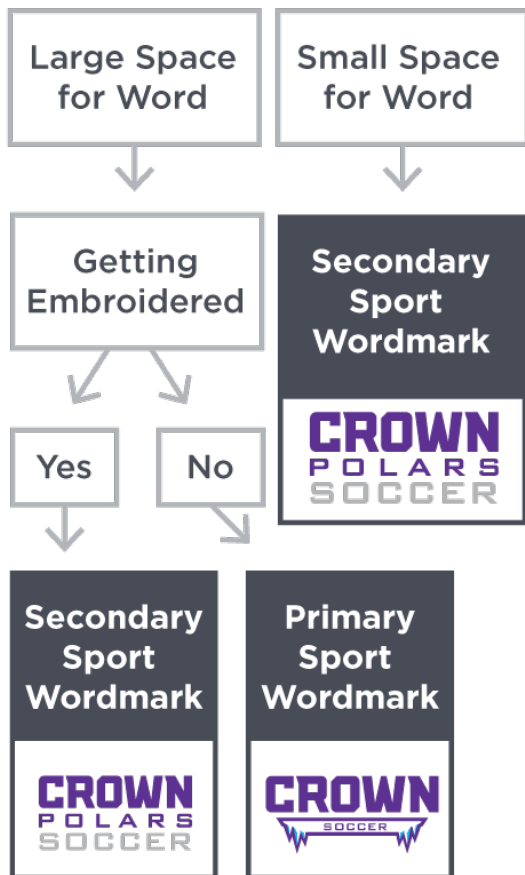 Large Space
for Word
Small Space
for Word
Getting
Embroidered
Secondary
Sport
Wordmark
CROWN
POLARS
SOCCER
Yes
No
Secondary
Sport
Wordmark
CROWN
POLARS
SOCCER
Primary
Sport
Wordmark
CROWN
SOCCER